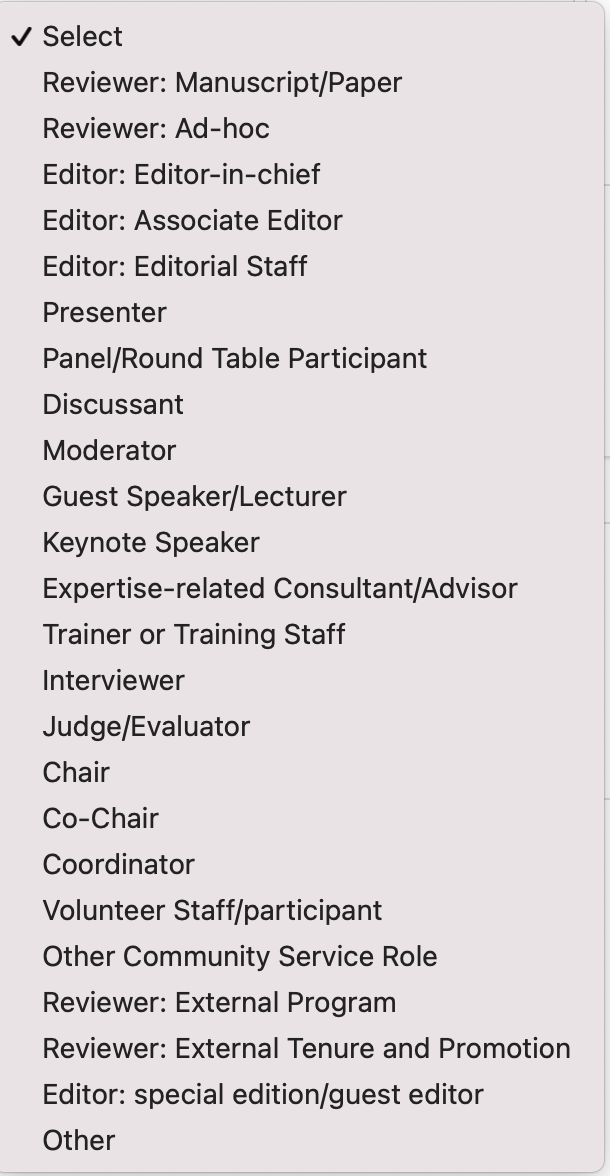 ✓ Select
Reviewer: Manuscript/Paper
Reviewer: Ad-hoc
Editor: Editor-in-chief
Editor: Associate Editor
Editor: Editorial Staff
Presenter
Panel/Round Table Participant
Discussant
Moderator
Guest Speaker/Lecturer
Keynote Speaker
Expertise-related Consultant/Advisor
Trainer or Training Staff
Interviewer
Judge/Evaluator
Chair
Co-Chair
Coordinator
Volunteer Staff/participant
Other Community Service Role
Reviewer: External Program
Reviewer: External Tenure and Promotion
Editor: special edition/guest editor
Other